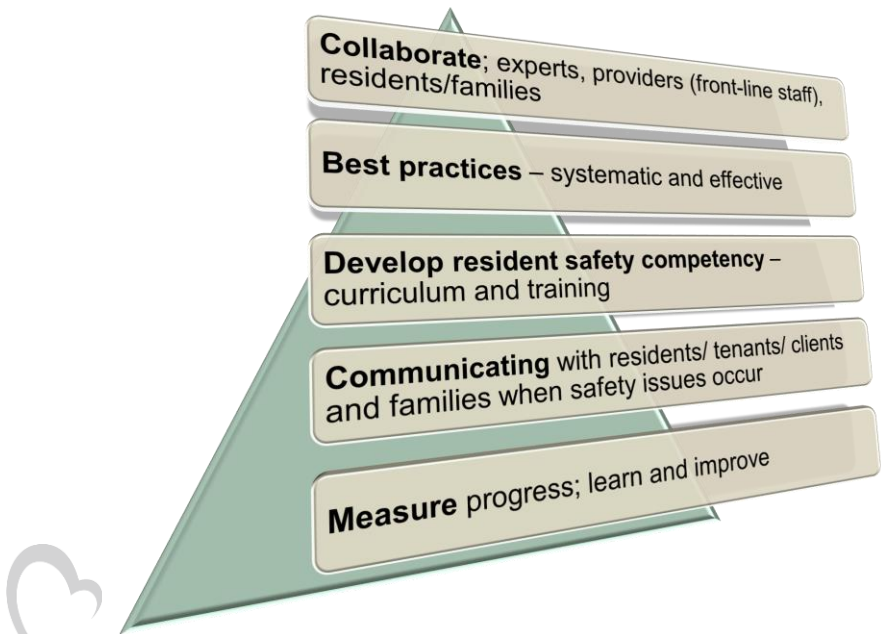 Collaborate; experts, providers (front-line staff),
residents/families
Best practices – systematic and effective
Develop resident safety competency –
curriculum and training
Communicating with residents/ tenants/ clients
and families when safety issues occur
Measure progress; learn and improve